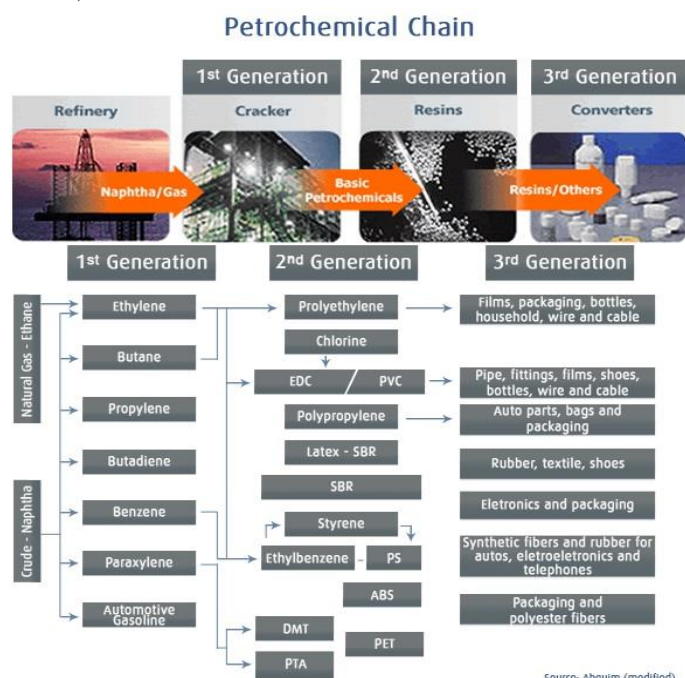 Petrochemical Chain
1st Generation
2nd Generation
3rd Generation
Refinery
Cracker
Resins
Converters
Naphtha/Gas
Basic
Petrochemicals
Resins/Others
1st Generation
2nd Generation
3rd Generation
Natural Gas - Ethane
Crude - Naphtha
Ethylene
Butane
Propylene
Butadiene
Benzene
Paraxylene
Automotive
Gasoline
Prolyethylene
Chlorine
EDC / PVC
Polypropylene
Latex - SBR
SBR
Styrene
Ethylbenzene - PS
ABS
DMT
PET
PTA
Films, packaging, bottles,
household, wire and cable
Pipe, fittings, films, shoes,
bottles, wire and cable
Auto parts, bags and
packaging
Rubber, textile, shoes
Eletronics and packaging
Synthetic fibers and rubber for
autos, eletroeletronics and
telephones
Packaging and
polyester fibers
Source: Abquim (modified)